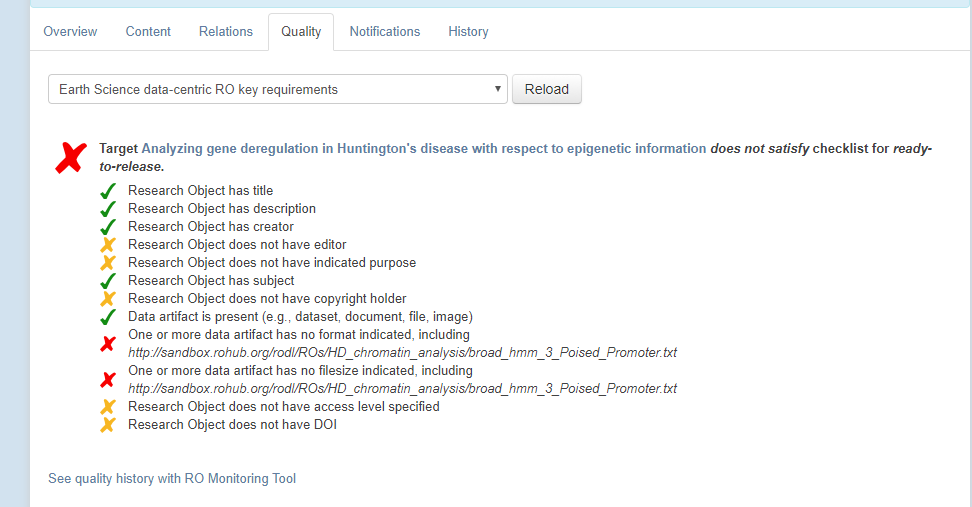 Overview Content Relations Quality Notifications History
Earth Science data-centric RO key requirements Reload
Target Analyzing gene deregulation in Huntington's disease with respect to epigenetic information does not satisfy checklist for ready-
to-release.
Research Object has title
Research Object has description
Research Object has creator
Research Object does not have editor
Research Object does not have indicated purpose
Research Object has subject
Research Object does not have copyright holder
Data artifact is present (e.g., dataset, document, file, image)
One or more data artifact has no format indicated, including
http://sandbox.rohub.org/rodl/ROs/HD_chromatin_analysis/broad_hmm_3_Poised_Promoter.txt
One or more data artifact has no filesize indicated, including
http://sandbox.rohub.org/rodl/ROs/HD_chromatin_analysis/broad_hmm_3_Poised_Promoter.txt
Research Object does not have access level specified
Research Object does not have DOI
See quality history with RO Monitoring Tool